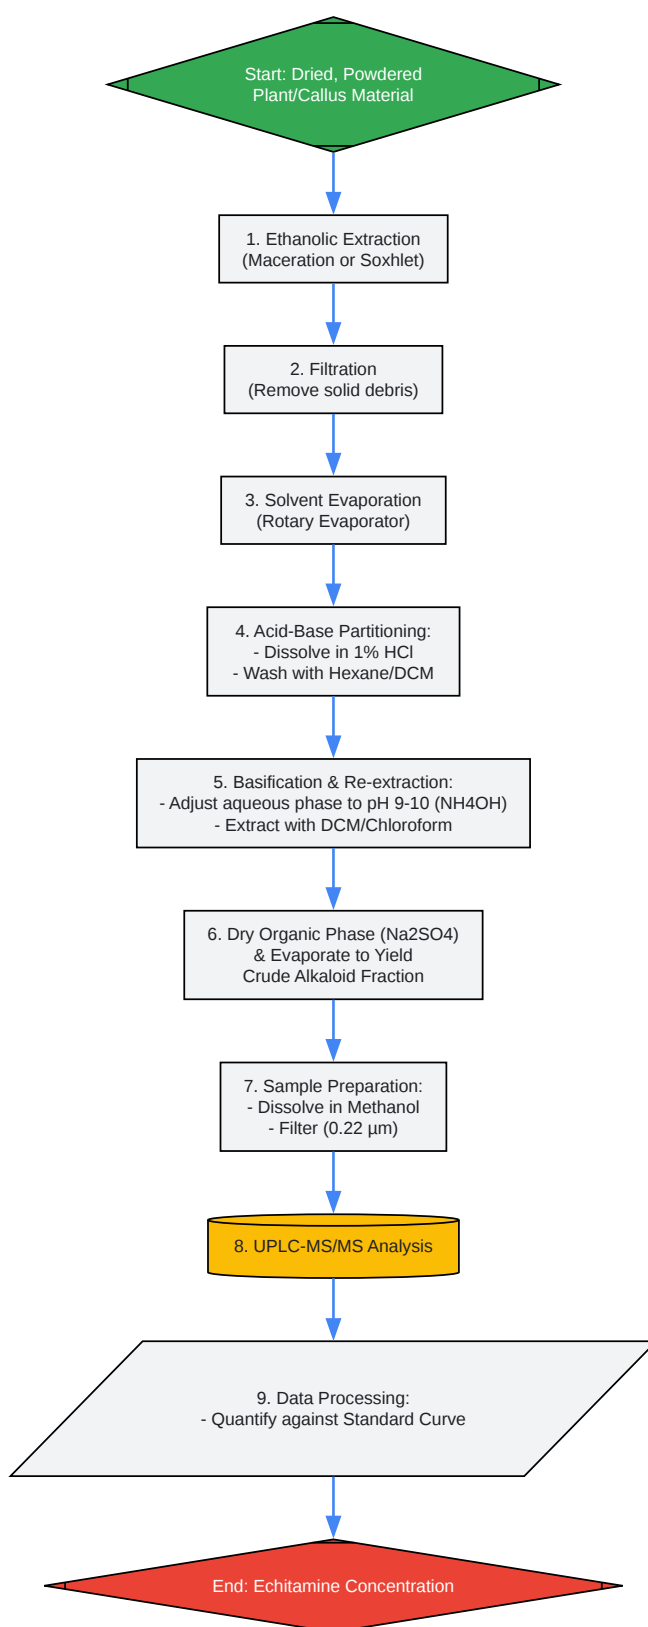 Start: Dried, Powdered
Plant/Callus Material
1. Ethanolic Extraction
(Maceration or Soxhlet)
2. Filtration
(Remove solid debris)
3. Solvent Evaporation
(Rotary Evaporator)
4. Acid-Base Partitioning:
- Dissolve in 1% HCl
- Wash with Hexane/DCM
5. Basification & Re-extraction:
- Adjust aqueous phase to pH 9-10 (NH4OH)
- Extract with DCM/Chloroform
6. Dry Organic Phase (Na2SO4)
& Evaporate to Yield
Crude Alkaloid Fraction
7. Sample Preparation:
- Dissolve in Methanol
- Filter (0.22 µm)
8. UPLC-MS/MS Analysis
9. Data Processing:
- Quantify against Standard Curve
End: Echitamine Concentration